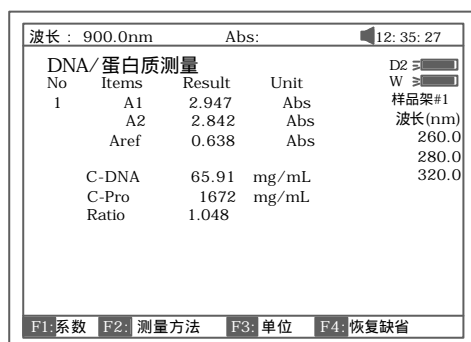 波长： 900.0nm Abs: 12: 35: 27
DNA/蛋白质测量 D2
No Items Result Unit W
1 A1 2.947 Abs 样品架#1
A2 2.842 Abs 波长(nm)
Aref 0.638 Abs 260.0
280.0
C-DNA 65.91 mg/mL 320.0
C-Pro 1672 mg/mL
Ratio 1.048
F1:系数 F2: 测量方法 F3: 单位 F4: 恢复缺省